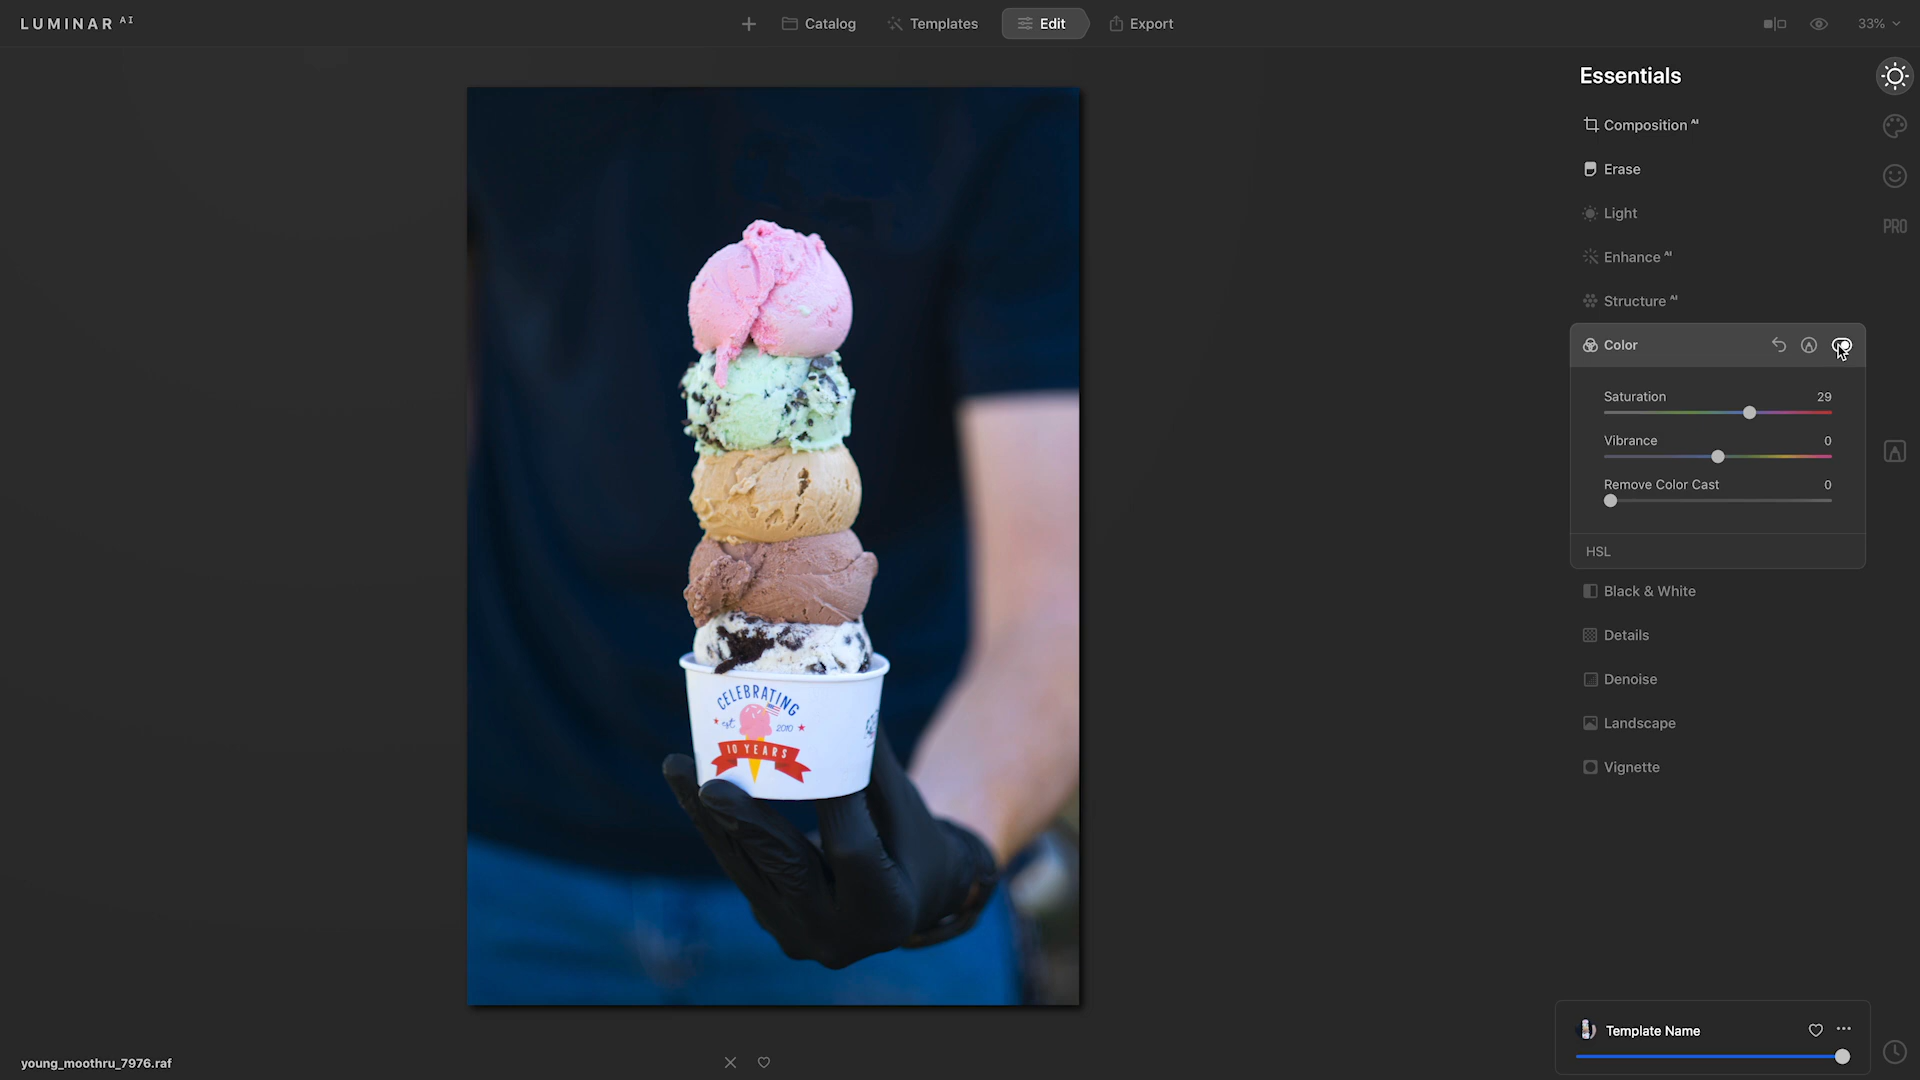 LUMINAR AI
Catalog
Templates
Edit
Export
33%
Essentials
Composition AI
Erase
Light
Enhance AI
Structure AI
Color
Saturation 29
Vibrance 0
Remove Color Cast 0
HSL
Black & White
Details
Denoise
Landscape
Vignette
PRO
CELEBRATING
est 2010
10 YEARS
Template Name
young_moothru_7976.raf